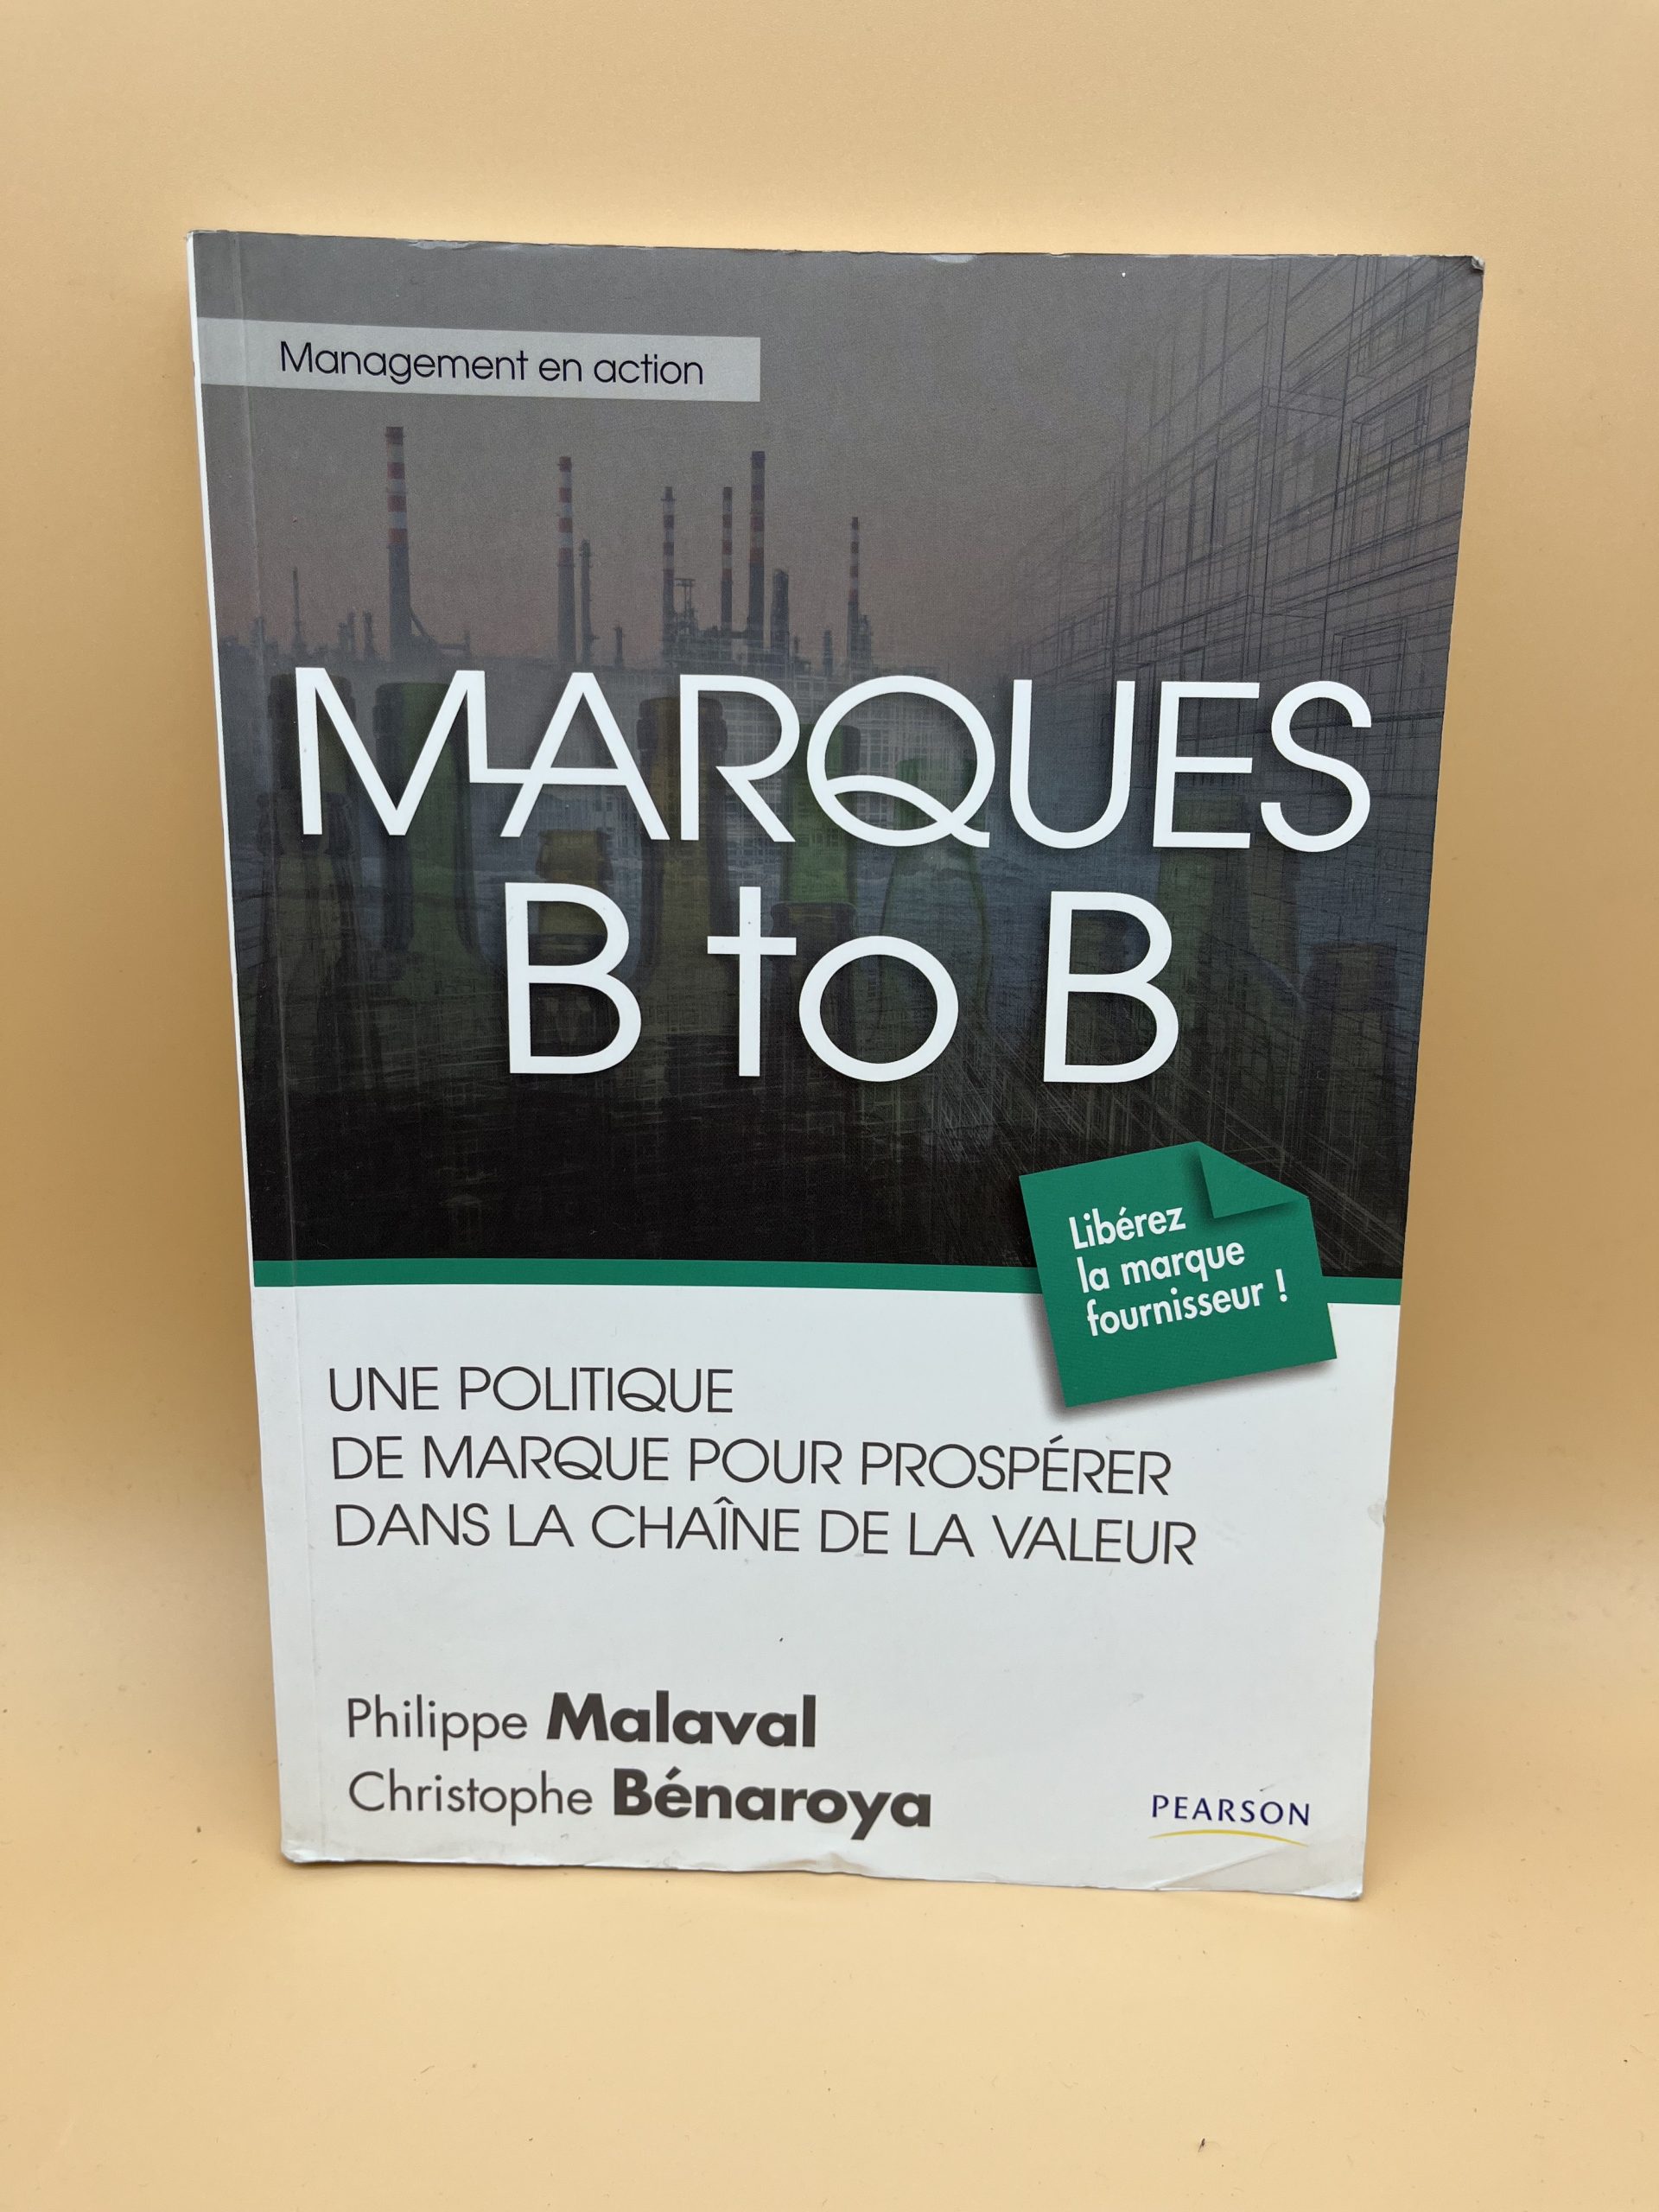 Management en action
MARQUES
B to B
Libérez
la marque
fournisseur !
UNE POLITIQUE
DE MARQUE POUR PROSPÉRER
DANS LA CHAÎNE DE LA VALEUR
Philippe Malaval
Christophe Bénaroya
PEARSON